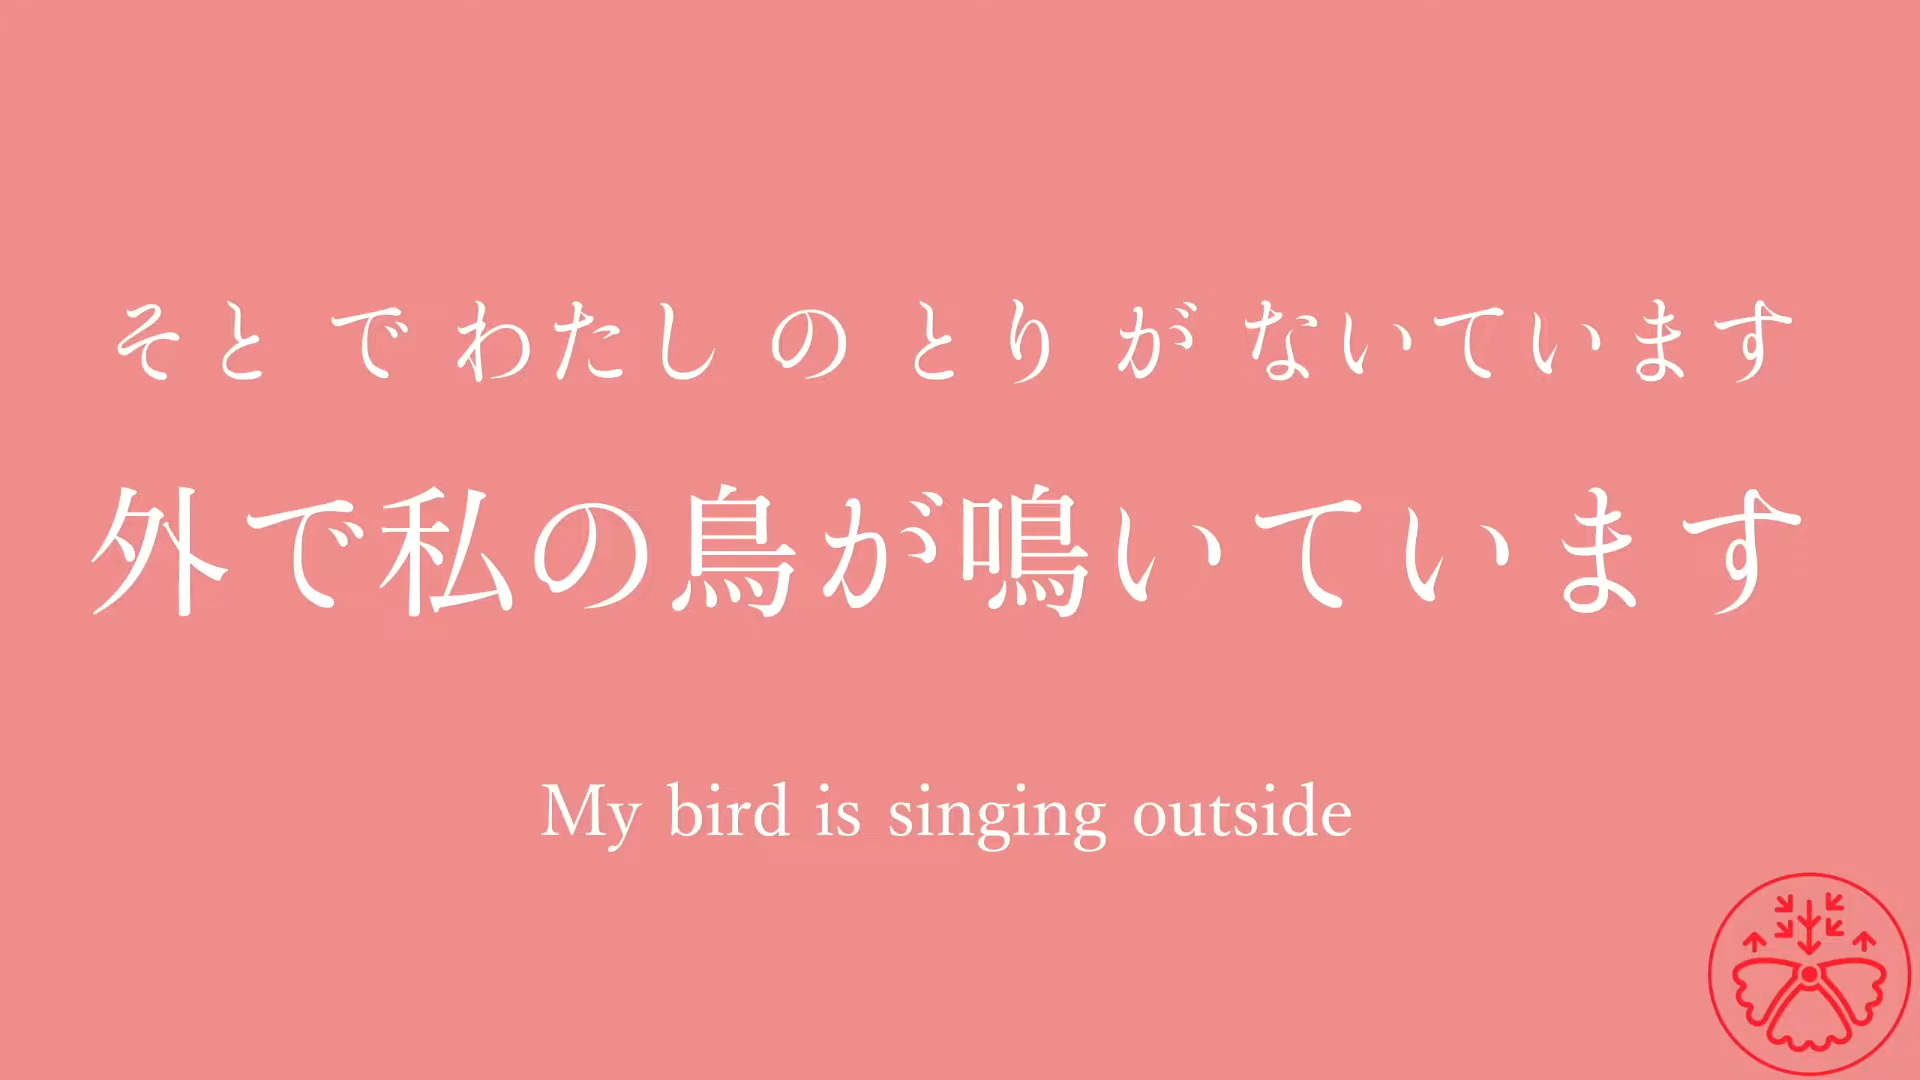 そと で わたし の とり が ないています
外で私の鳥が鳴いています
My bird is singing outside